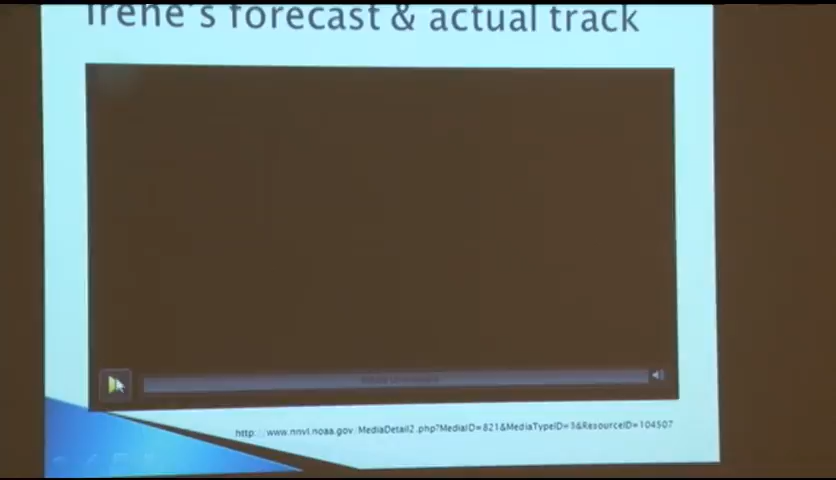 Irene's forecast & actual track
http://www.nnvl.noaa.gov/MediaDetail2.php?MediaID=821&MediaTypeID=3&ResourceID=104507